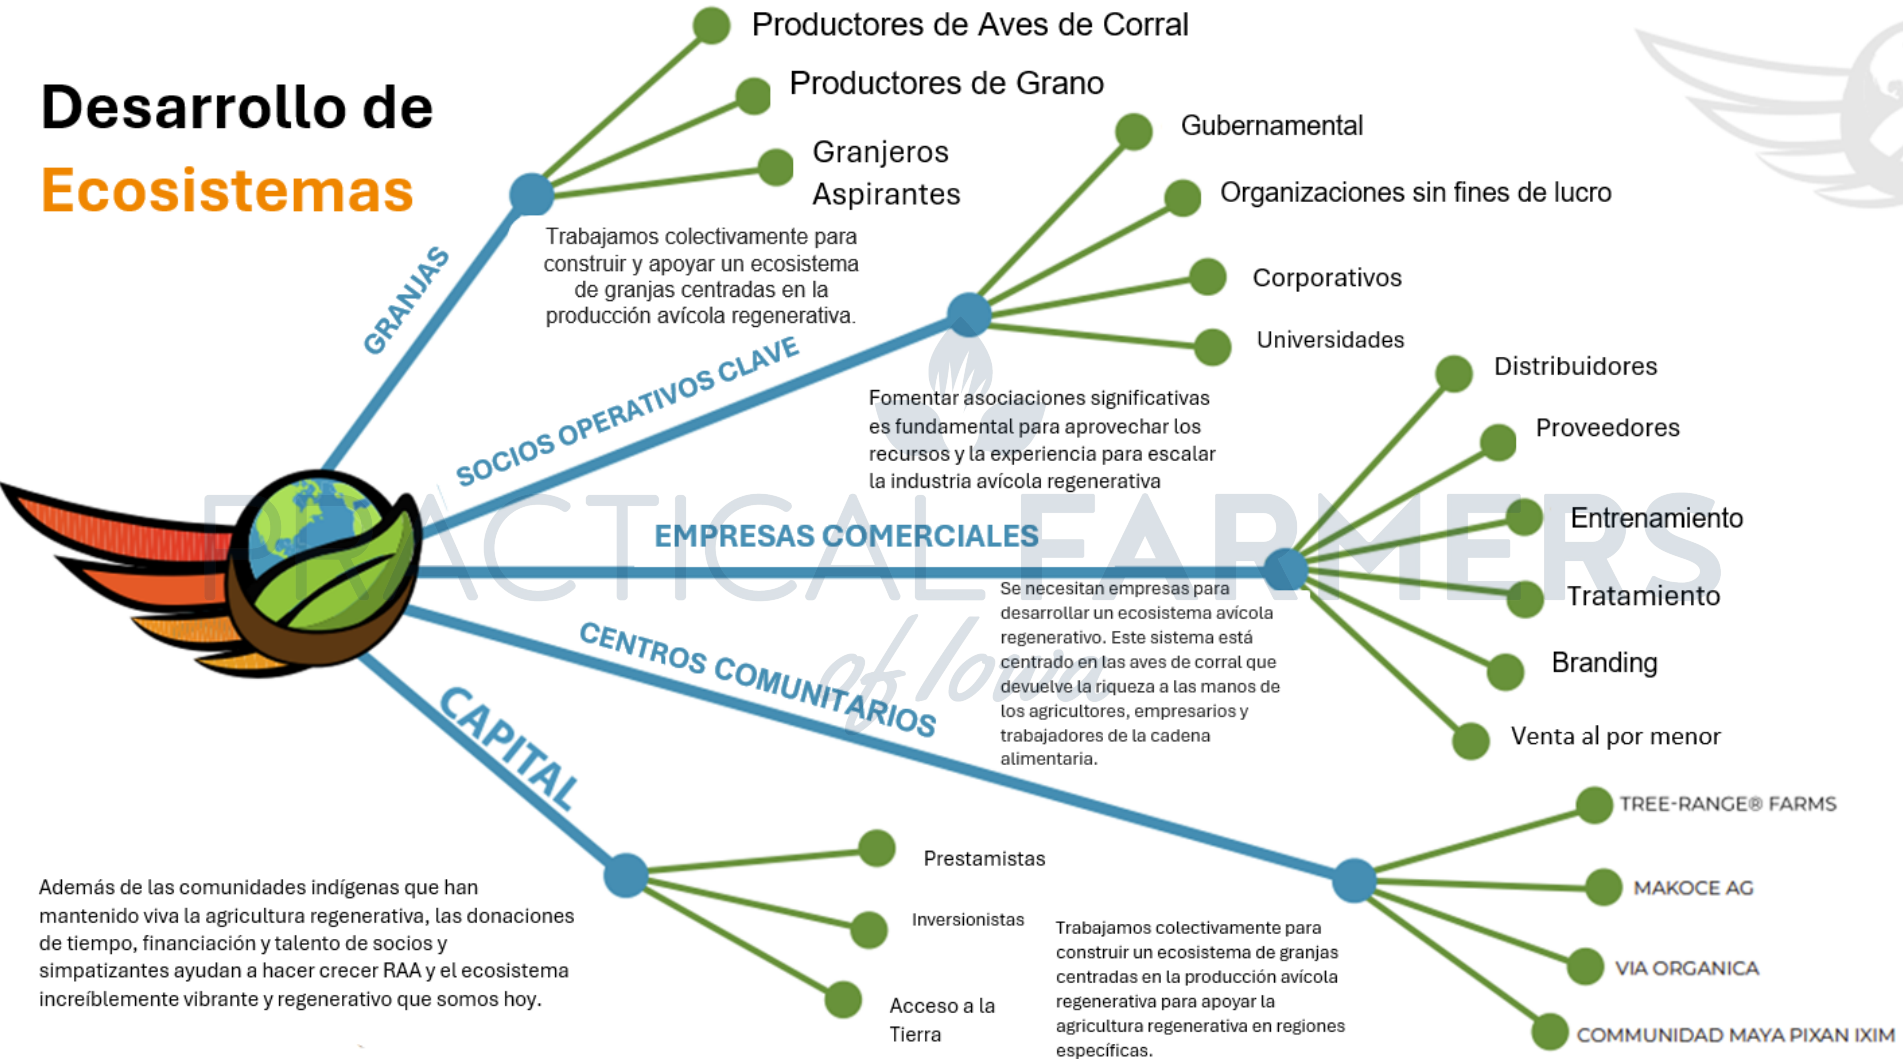 Desarrollo de
Ecosistemas
GRANJAS
Productores de Aves de Corral
Productores de Grano
Granjeros
Aspirantes
Trabajamos colectivamente para
construir y apoyar un ecosistema
de granjas centradas en la
producción avícola regenerativa.
SOCIOS OPERATIVOS CLAVE
Gubernamental
Organizaciones sin fines de lucro
Corporativos
Universidades
Fomentar asociaciones significativas
es fundamental para aprovechar los
recursos y la experiencia para escalar
la industria avícola regenerativa
EMPRESAS COMERCIALES
Distribuidores
Proveedores
Entrenamiento
Tratamiento
Branding
Venta al por menor
Se necesitan empresas para
desarrollar un ecosistema avícola
regenerativo. Este sistema está
centrado en las aves de corral que
devuelve la riqueza a las manos de
los agricultores, empresarios y
trabajadores de la cadena
alimentaria.
CENTROS COMUNITARIOS
TREE-RANGE® FARMS
MAKOCE AG
VIA ORGANICA
COMMUNIDAD MAYA PIXAN IXIM
Trabajamos colectivamente para
construir un ecosistema de granjas
centradas en la producción avícola
regenerativa para apoyar la
agricultura regenerativa en regiones
específicas.
CAPITAL
Prestamistas
Inversionistas
Acceso a la
Tierra
Además de las comunidades indígenas que han
mantenido viva la agricultura regenerativa, las donaciones
de tiempo, financiación y talento de socios y
simpatizantes ayudan a hacer crecer RAA y el ecosistema
increíblemente vibrante y regenerativo que somos hoy.
PRACTICAL FARMERS
of Iowa